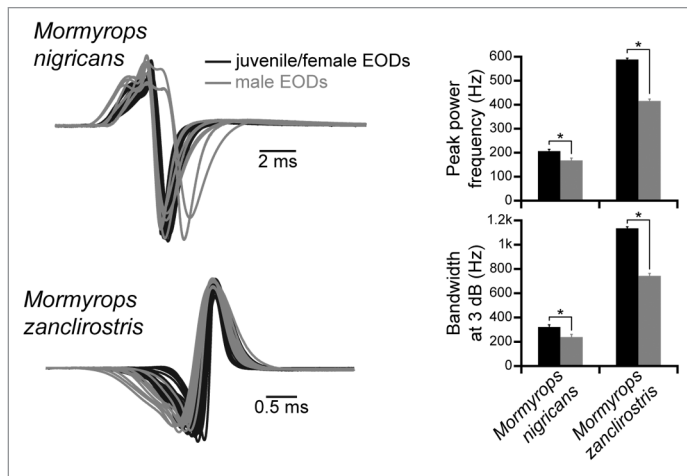 Mormyrops
nigricans
juvenile/female EODs
male EODs
2 ms
Mormyrops
zanclirostris
0.5 ms
Peak power
frequency (Hz)
600
500
400
300
200
100
0
*
*
Bandwidth
at 3 dB (Hz)
1.2k
1k
800
600
400
200
0
*
*
Mormyrops
nigricans
Mormyrops
zanclirostris